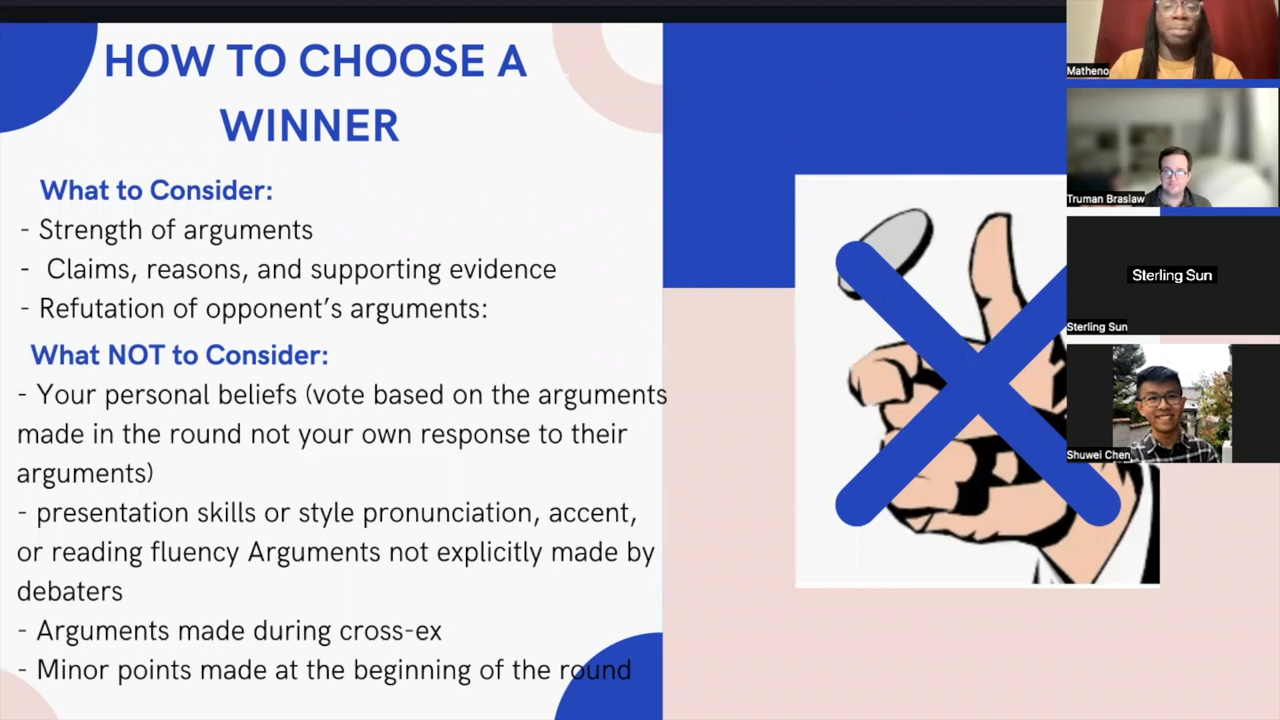 HOW TO CHOOSE A
WINNER
What to Consider:
- Strength of arguments
- Claims, reasons, and supporting evidence
- Refutation of opponent’s arguments:
What NOT to Consider:
- Your personal beliefs (vote based on the arguments
made in the round not your own response to their
arguments)
- presentation skills or style pronunciation, accent,
or reading fluency Arguments not explicitly made by
debaters
- Arguments made during cross-ex
- Minor points made at the beginning of the round
Matheno
Truman Braslaw
Sterling Sun
Sterling Sun
Shuwei Chen